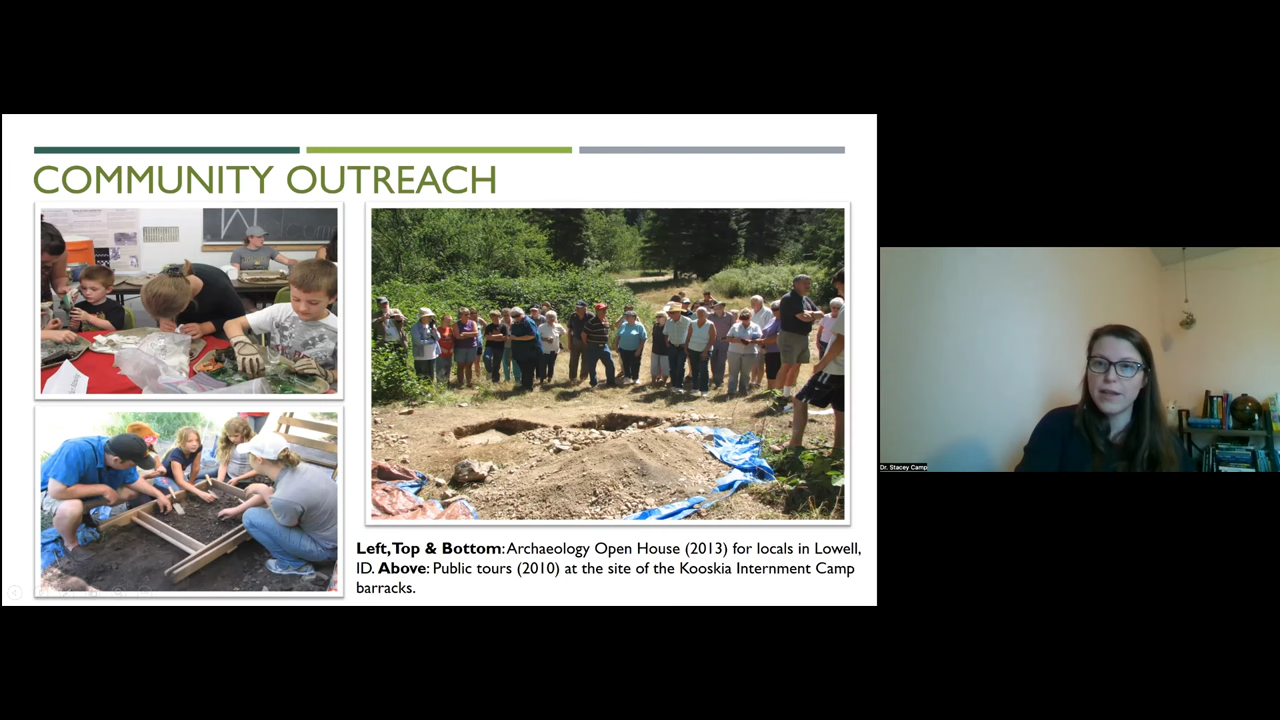 COMMUNITY OUTREACH
Left,Top & Bottom: Archaeology Open House (2013) for locals in Lowell,
ID. Above: Public tours (2010) at the site of the Kooskia Internment Camp
barracks.
Dr. Stacey Camp